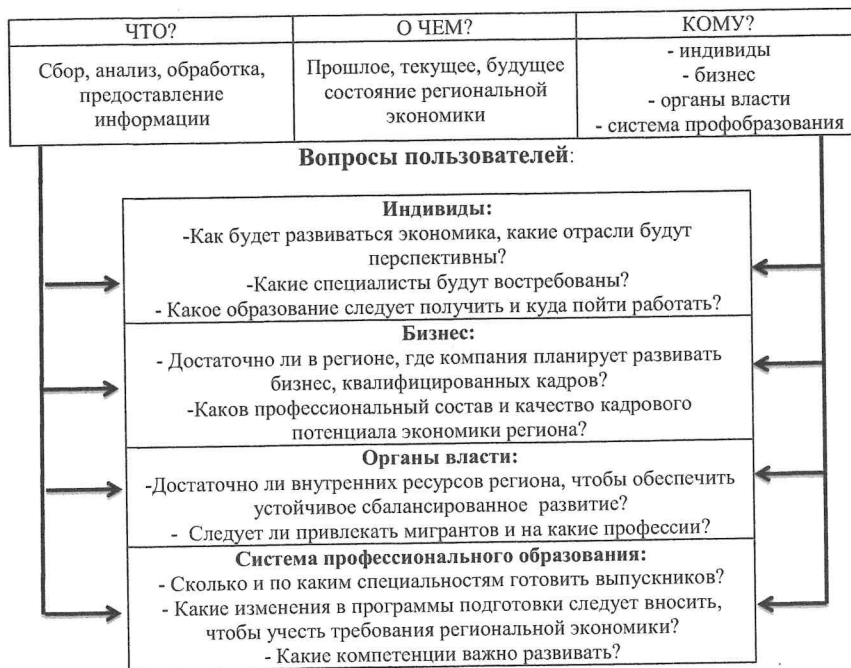 ЧТО?
О ЧЕМ?
КОМУ?
Сбор, анализ, обработка,
предоставление
информации
Прошлое, текущее, будущее
состояние региональной
экономики
- индивиды
- бизнес
- органы власти
- система профобразования
Вопросы пользователей:
Индивиды:
-Как будет развиваться экономика, какие отрасли будут
перспективны?
-Какие специалисты будут востребованы?
- Какое образование следует получить и куда пойти работать?
Бизнес:
- Достаточно ли в регионе, где компания планирует развивать
бизнес, квалифицированных кадров?
-Каков профессиональный состав и качество кадрового
потенциала экономики региона?
Органы власти:
-Достаточно ли внутренних ресурсов региона, чтобы обеспечить
устойчивое сбалансированное развитие?
- Следует ли привлекать мигрантов и на какие профессии?
Система профессионального образования:
- Сколько и по каким специальностям готовить выпускников?
- Какие изменения в программы подготовки следует вносить,
чтобы учесть требования региональной экономики?
- Какие компетенции важно развивать?